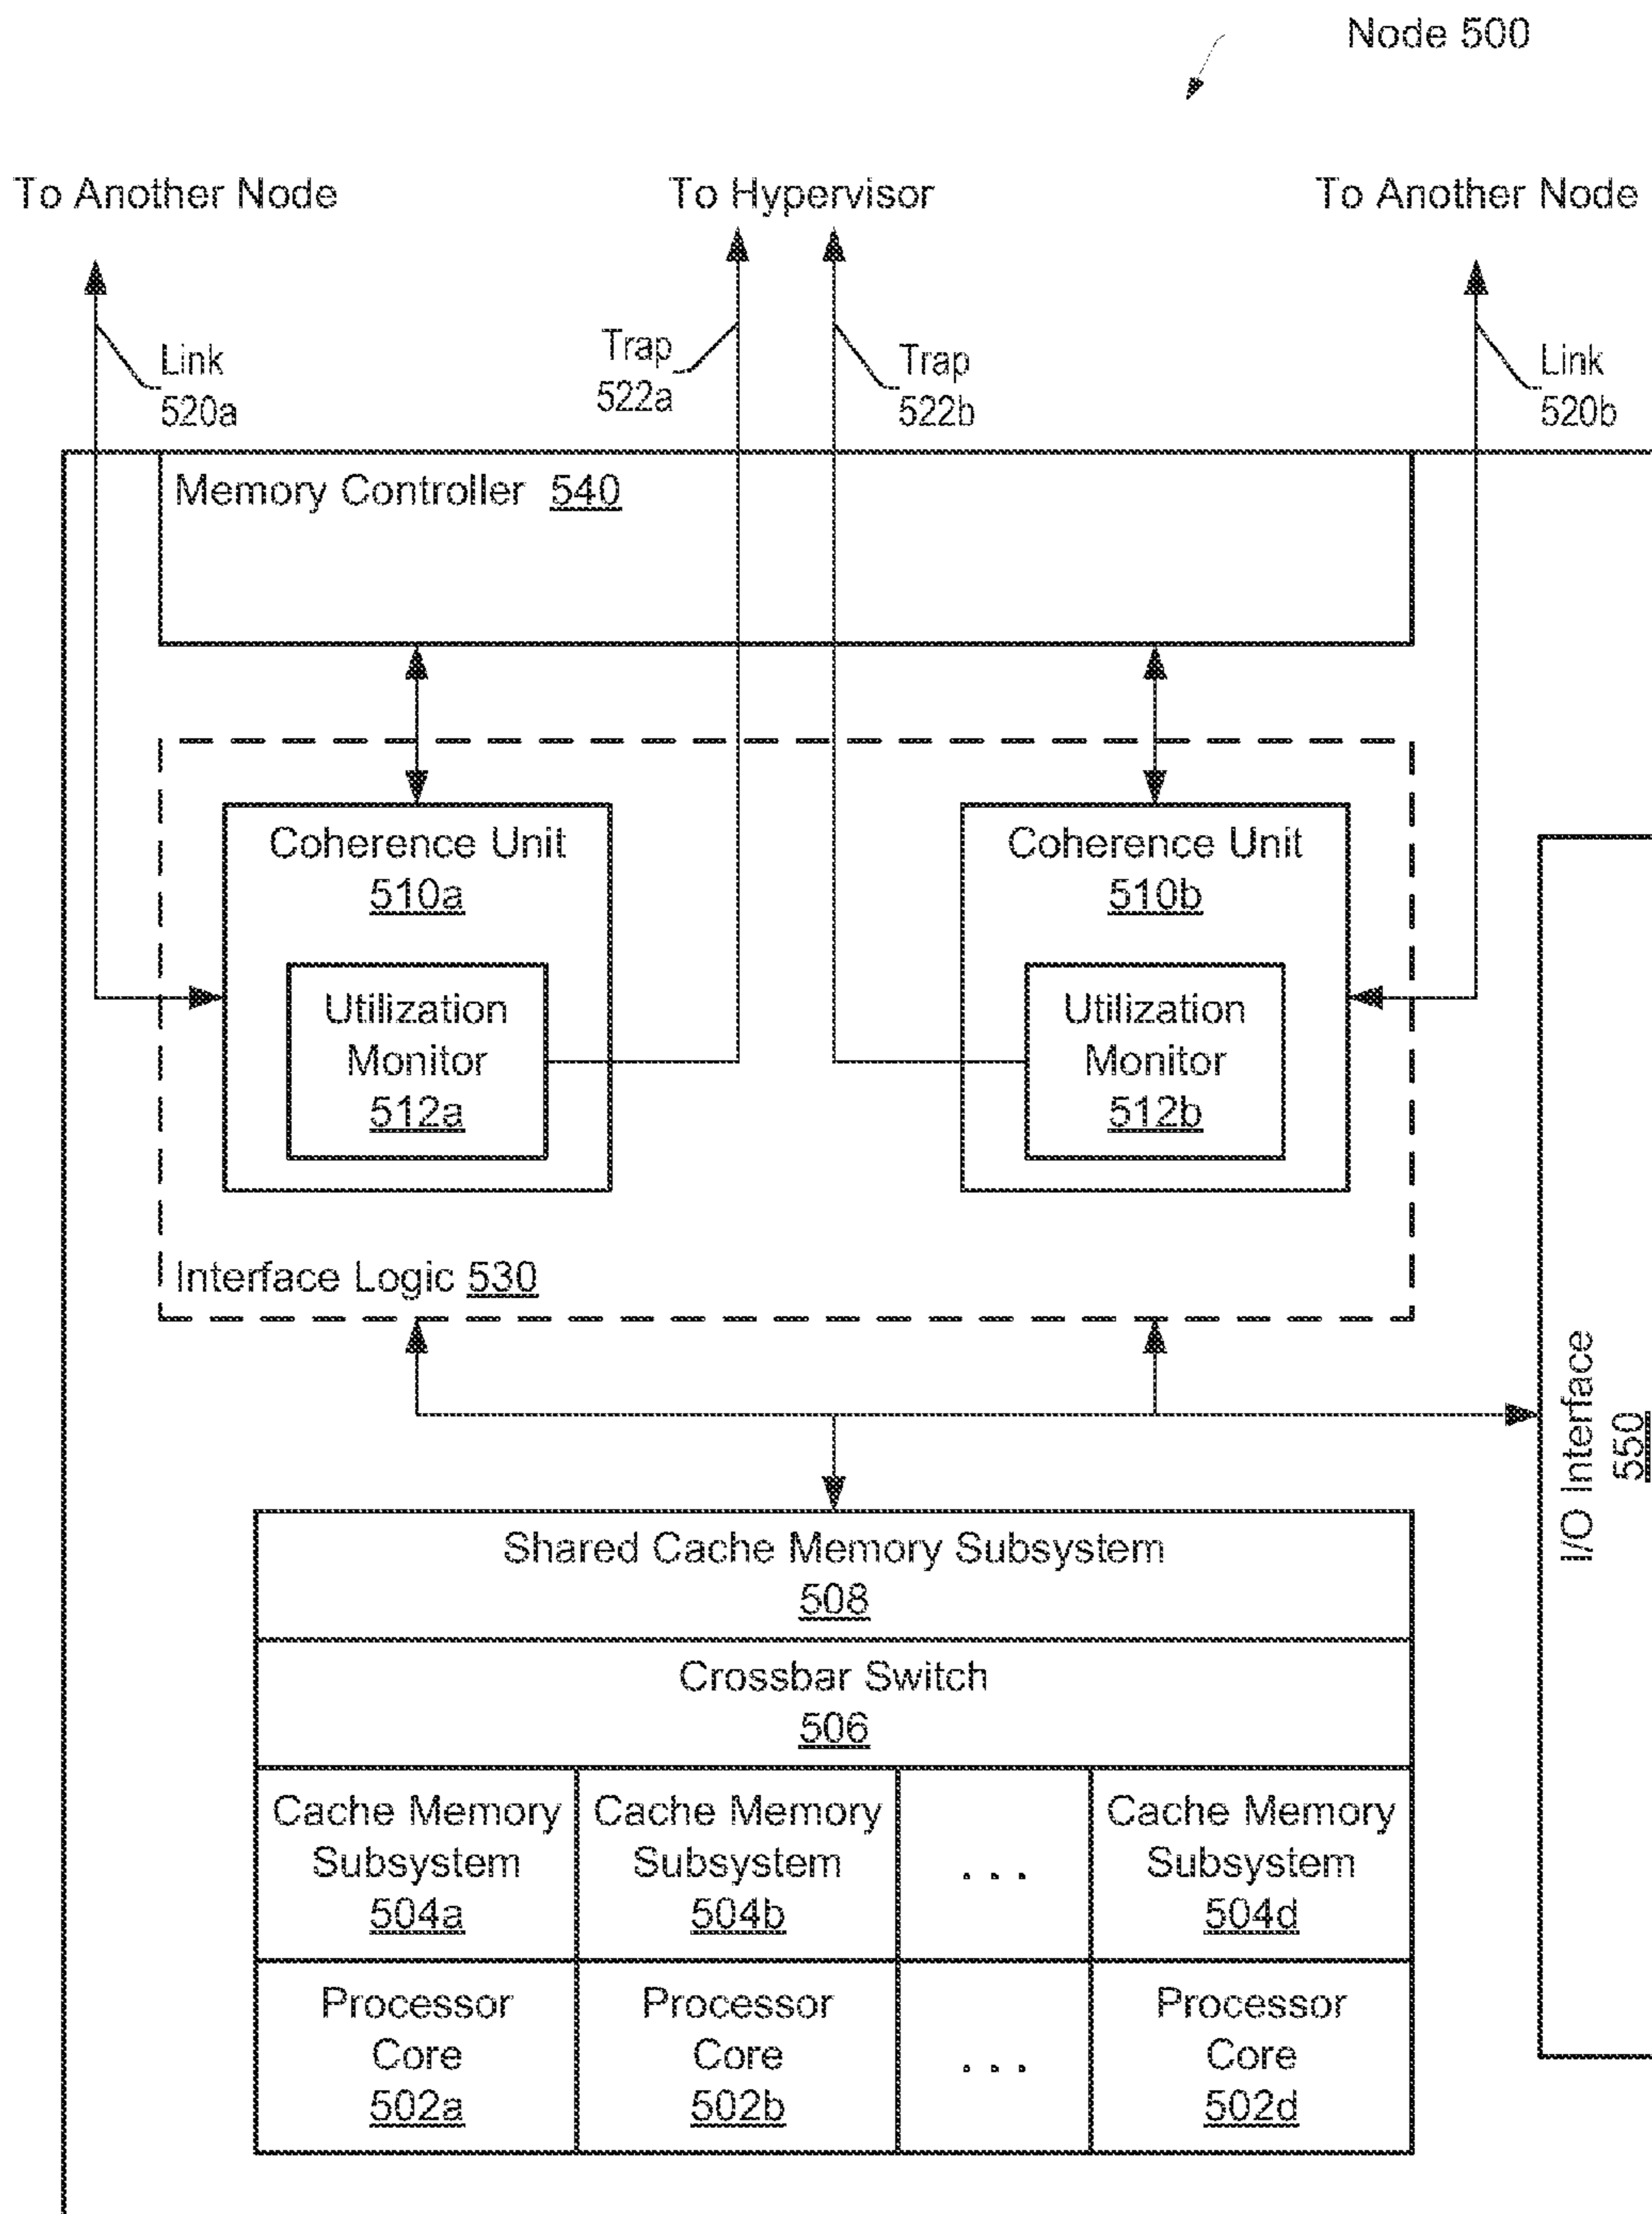 Node 500
To Another Node
To Hypervisor
To Another Node
Link
520a
Trap
522a
Trap
522b
Link
520b
Memory Controller 540
Coherence Unit
510a
Coherence Unit
510b
Utilization
Monitor
512a
Utilization
Monitor
512b
Interface Logic 530
I/O Interface
550
Shared Cache Memory Subsystem
508
Crossbar Switch
506
Cache Memory
Subsystem
504a
Cache Memory
Subsystem
504b
. . .
Cache Memory
Subsystem
504d
Processor
Core
502a
Processor
Core
502b
. . .
Processor
Core
502d